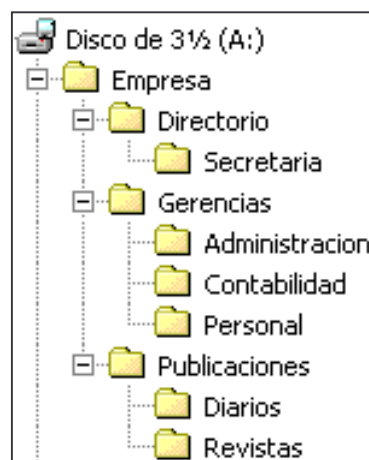 Disco de 3½ (A:)
Empresa
Directorio
Secretaria
Gerencias
Administracion
Contabilidad
Personal
Publicaciones
Diarios
Revistas